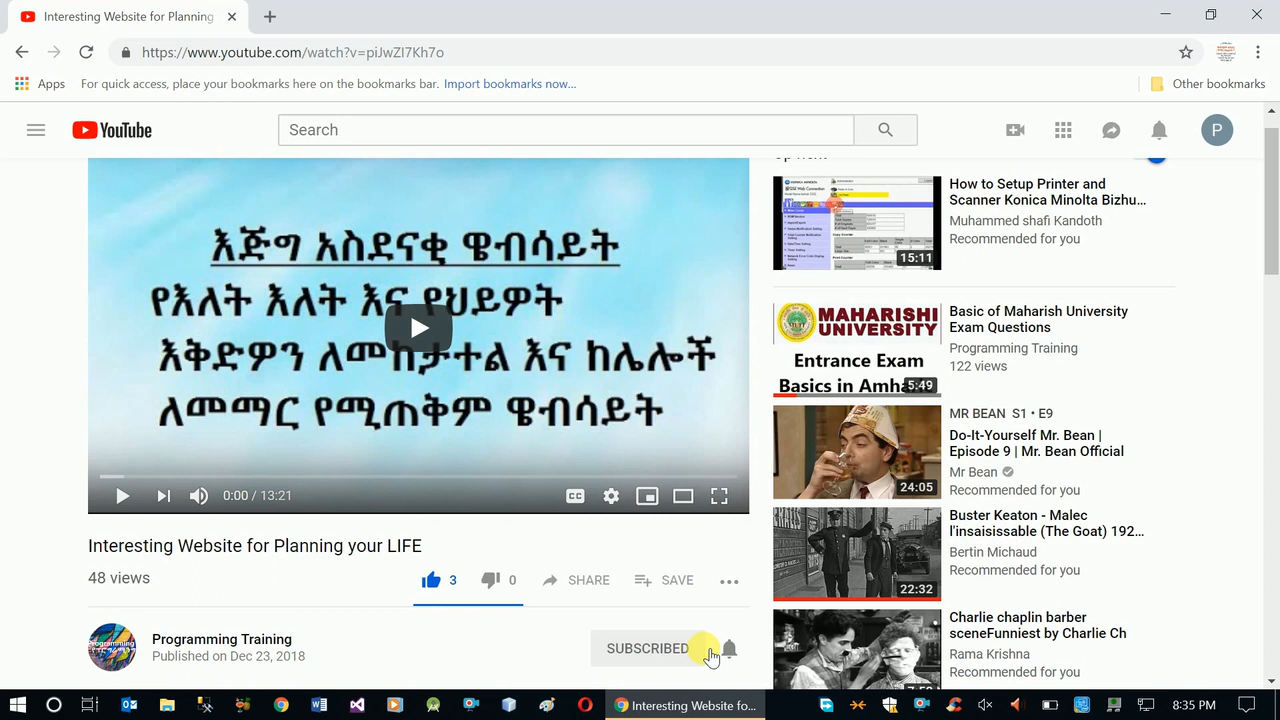 Interesting Website for Planning
https://www.youtube.com/watch?v=piJwZI7Kh7o
Apps
For quick access, place your bookmarks here on the bookmarks bar. Import bookmarks now...
Other bookmarks
YouTube
Search
P
እጅግ አስደናቂ ዌብሳይት
የእለት እለት እና የህይዎት
እቅድዎን ለመከታተል እና ከሌሎች
ለመማር የሚጠቅም ዌብሳይት
0:00 / 13:21
Interesting Website for Planning your LIFE
48 views
3
0
SHARE
SAVE
Programming Training
Published on Dec 23, 2018
SUBSCRIBED
15:11
How to Setup Printer and
Scanner Konica Minolta Bizhu...
Muhammed shafi Kandoth
Recommended for you
MAHARISHI
UNIVERSITY
Entrance Exam
Basics in Amha
5:49
Basic of Maharish University
Exam Questions
Programming Training
122 views
24:05
MR BEAN S1 • E9
Do-It-Yourself Mr. Bean |
Episode 9 | Mr. Bean Official
Mr Bean
Recommended for you
22:32
Buster Keaton - Malec
l'insaisissable (The Goat) 192...
Bertin Michaud
Recommended for you
Charlie chaplin barber
sceneFunniest by Charlie Ch
Rama Krishna
Recommended for you
Interesting Website fo...
8:35 PM